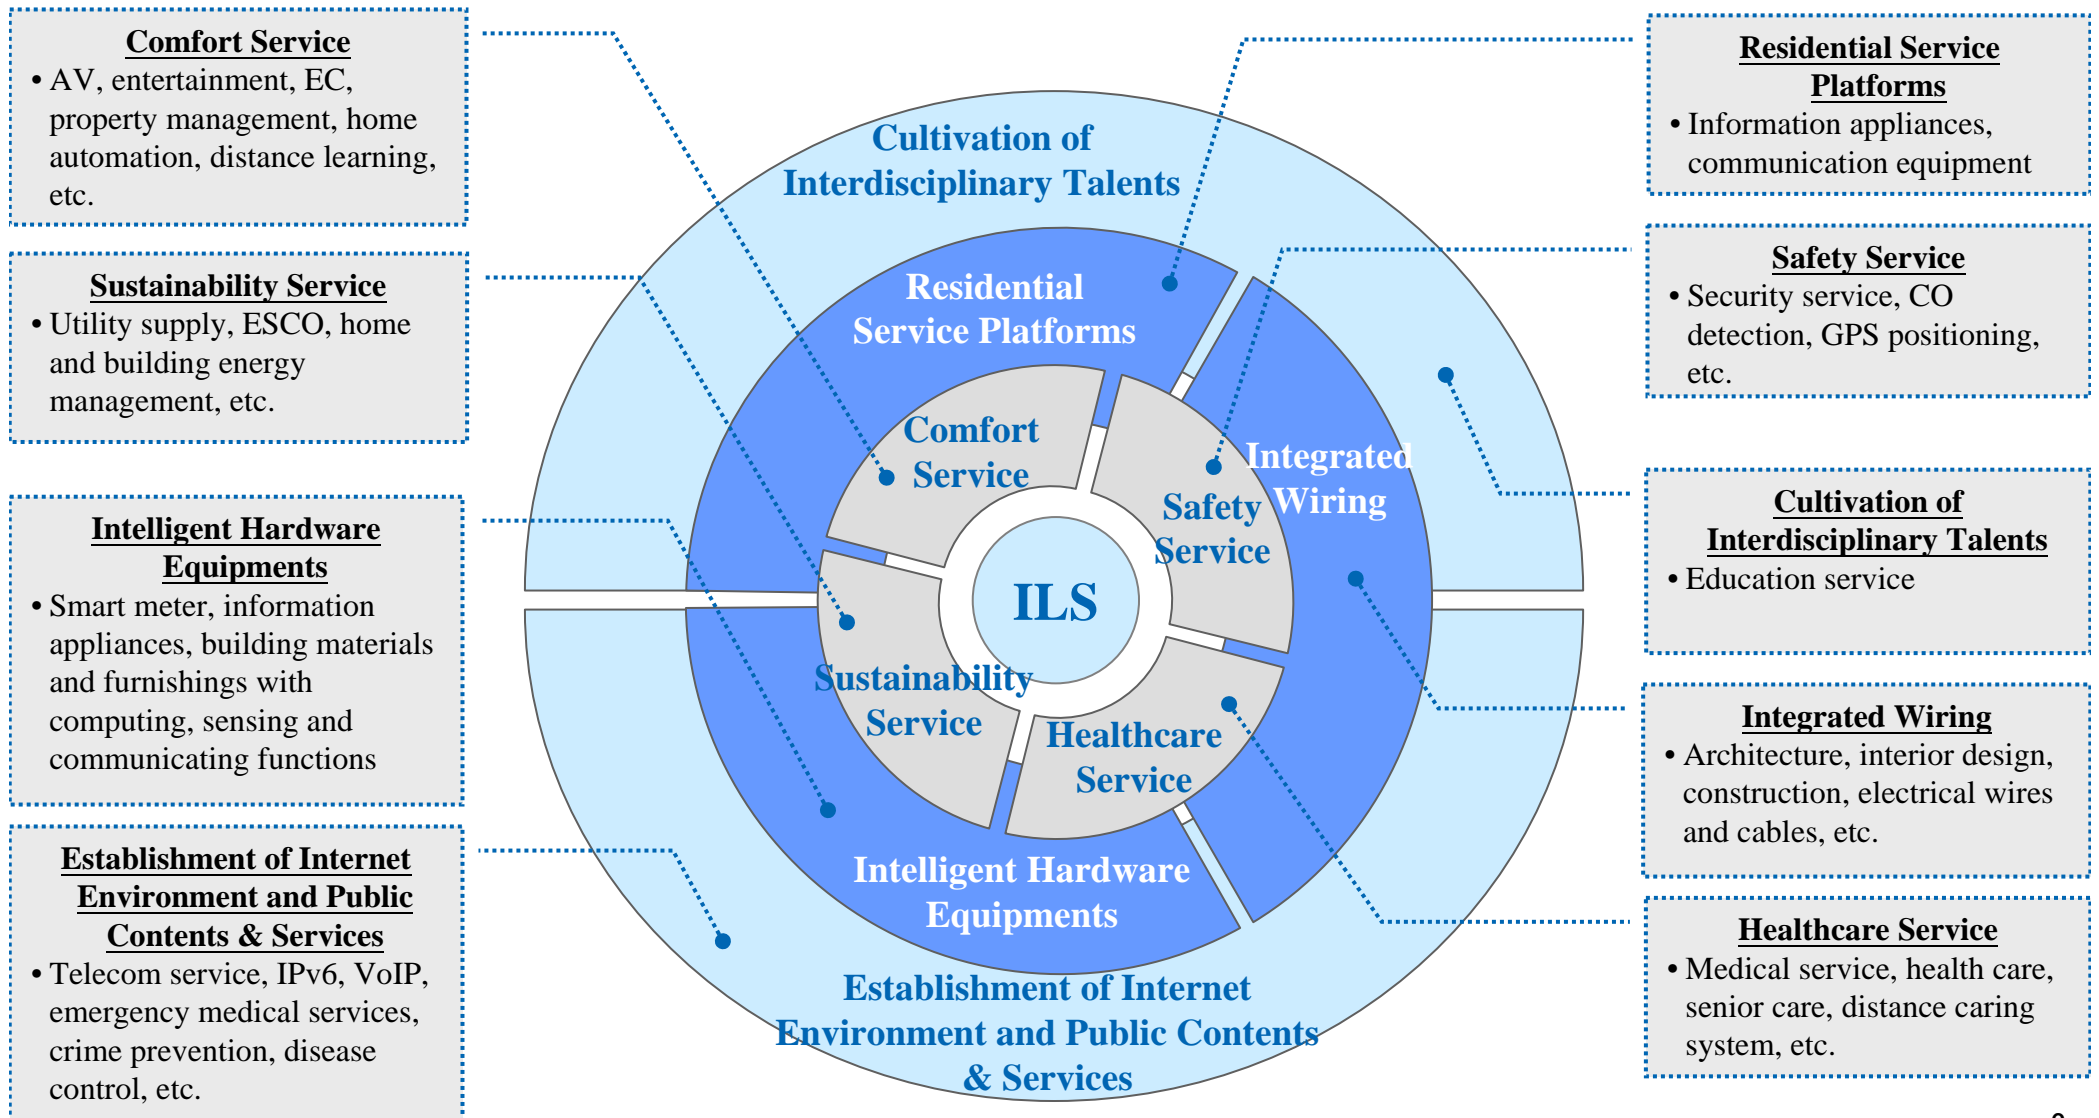 Comfort Service
• AV, entertainment, EC,
property management, home
automation, distance learning,
etc.
Sustainability Service
• Utility supply, ESCO, home
and building energy
management, etc.
Intelligent Hardware
Equipments
• Smart meter, information
appliances, building materials
and furnishings with
computing, sensing and
communicating functions
Establishment of Internet
Environment and Public
Contents & Services
• Telecom service, IPv6, VoIP,
emergency medical services,
crime prevention, disease
control, etc.
Cultivation of
Interdisciplinary Talents
Residential
Service Platforms
Comfort
Service
Integrated
Wiring
Safety
Service
ILS
Sustainability
Service
Healthcare
Service
Intelligent Hardware
Equipments
Establishment of Internet
Environment and Public Contents
& Services
Residential Service
Platforms
• Information appliances,
communication equipment
Safety Service
• Security service, CO
detection, GPS positioning,
etc.
Cultivation of
Interdisciplinary Talents
• Education service
Integrated Wiring
• Architecture, interior design,
construction, electrical wires
and cables, etc.
Healthcare Service
• Medical service, health care,
senior care, distance caring
system, etc.